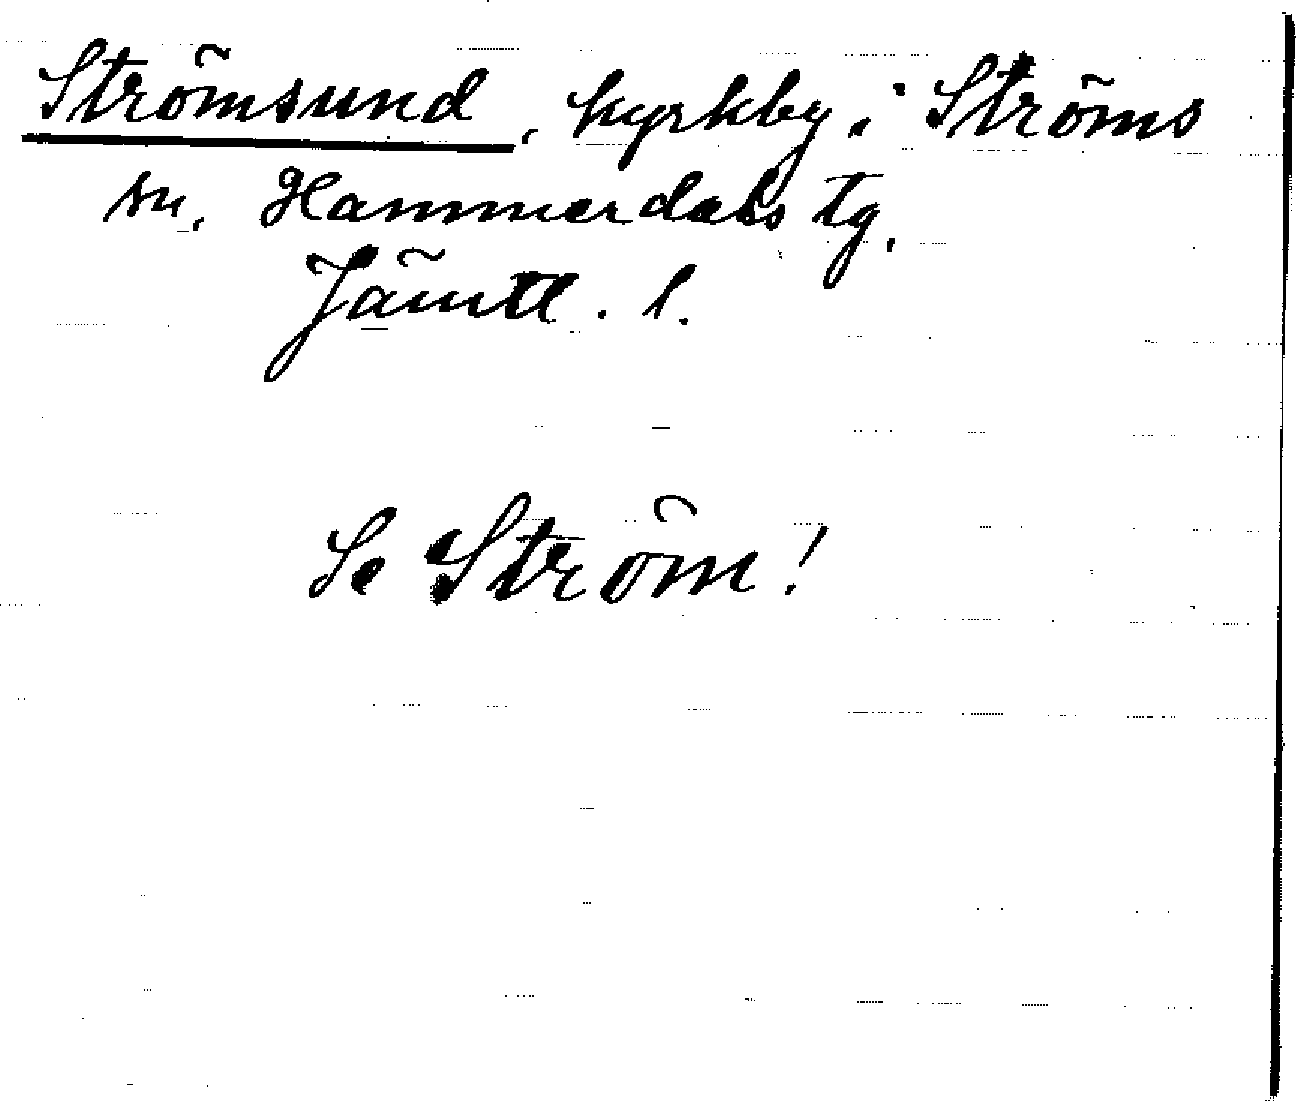 Strömsund, kyrkby i Ströms
sn, Hammerdals tg,
Jämtl. l.
Se Ström!